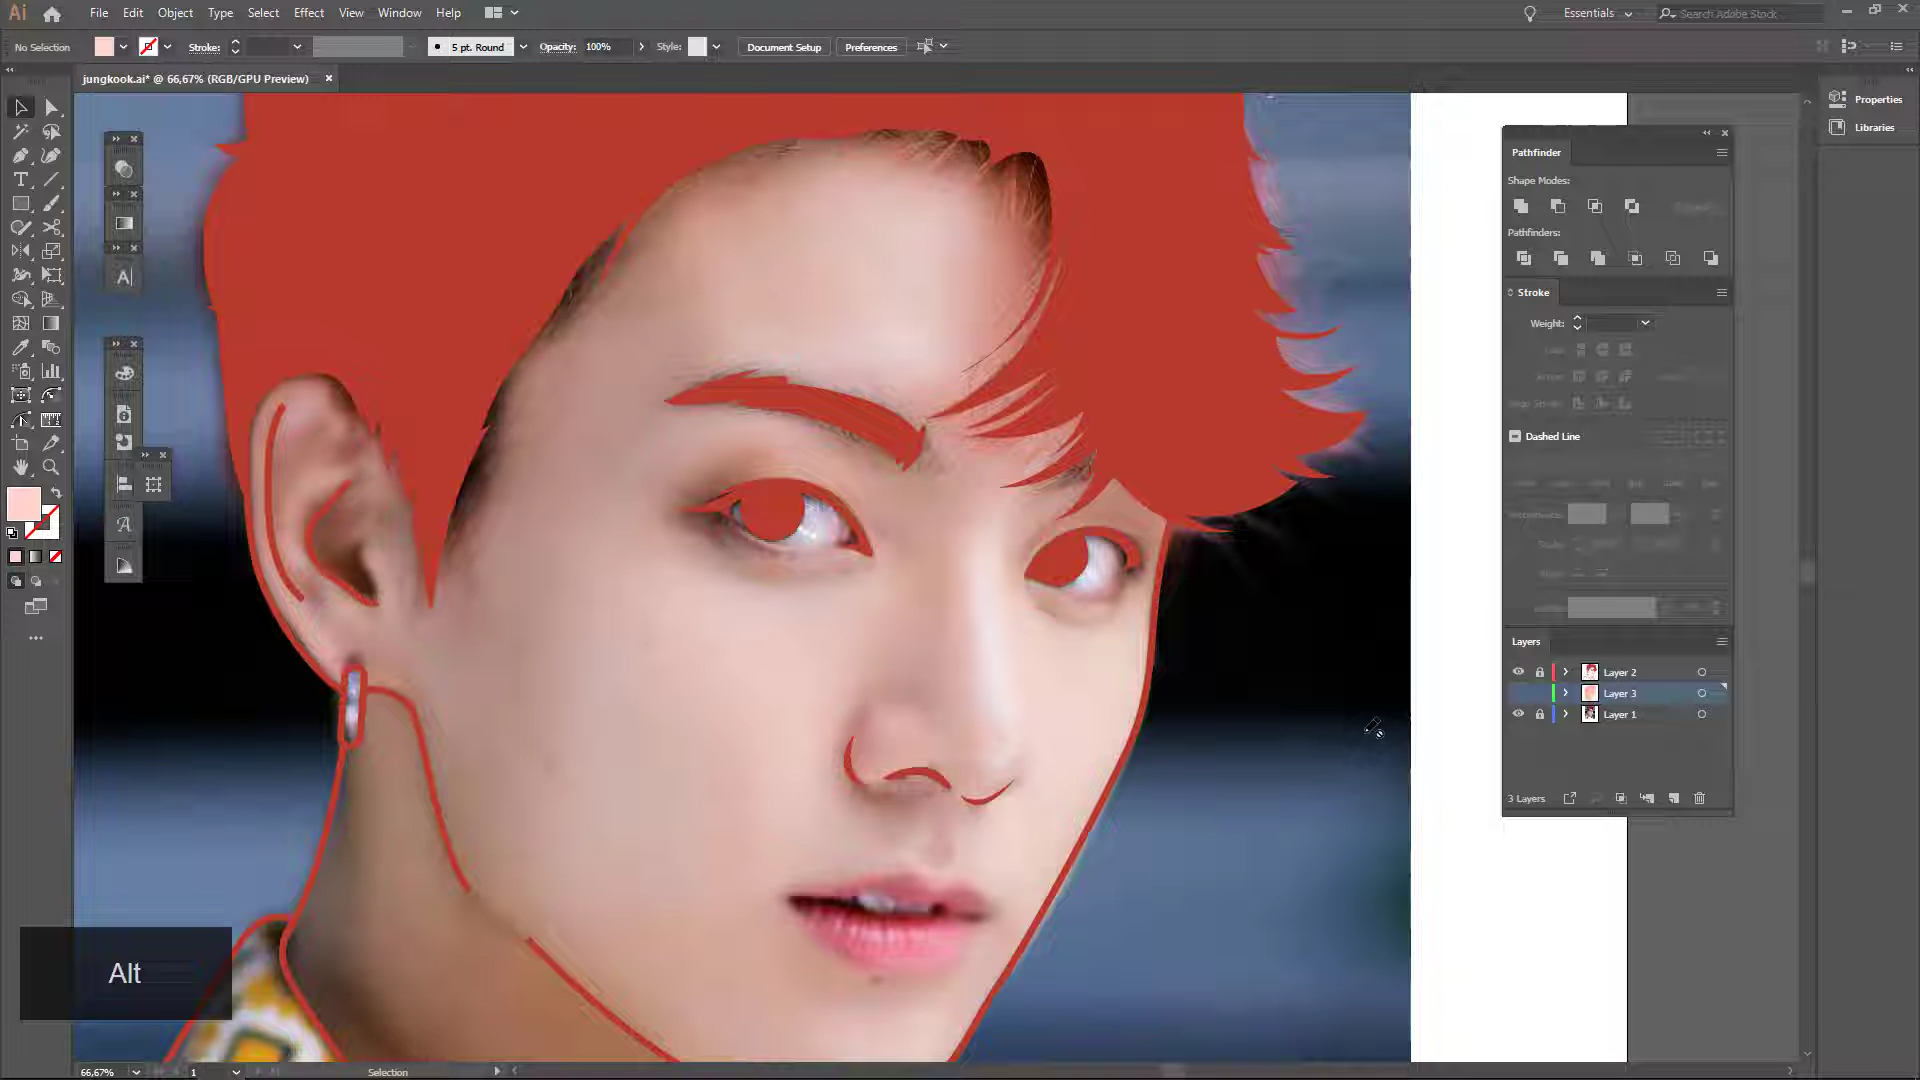 Ai File Edit Object Type Select Effect View Window Help Essentials Search Adobe Stock
No Selection Stroke: 5 pt. Round Opacity: 100% Style: Document Setup Preferences
jungkook.ai* @ 66,67% (RGB/GPU Preview)
Properties
Libraries
Pathfinder
Shape Modes:
Pathfinders:
Stroke
Weight:
Dashed Line
Layers
Layer 2
Layer 3
Layer 1
3 Layers
Alt
66,67% 1 Selection